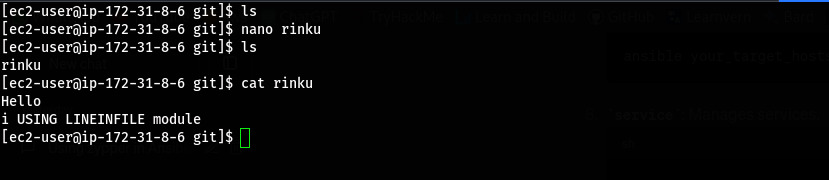 [ec2-user@ip-172-31-8-6 git]$ ls
[ec2-user@ip-172-31-8-6 git]$ nano rinku
[ec2-user@ip-172-31-8-6 git]$ ls
rinku
[ec2-user@ip-172-31-8-6 git]$ cat rinku
Hello
i USING LINEINFILE module
[ec2-user@ip-172-31-8-6 git]$